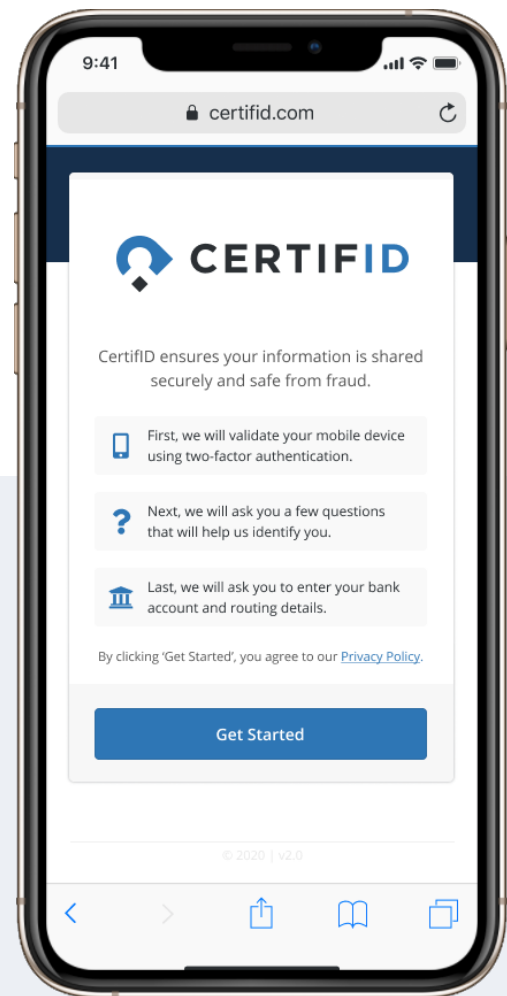 9:41
certifid.com
CERTIFID
CertifID ensures your information is shared
securely and safe from fraud.
First, we will validate your mobile device
using two-factor authentication.
Next, we will ask you a few questions
that will help us identify you.
Last, we will ask you to enter your bank
account and routing details.
By clicking ‘Get Started’, you agree to our Privacy Policy.
Get Started
© 2020 | v2.0